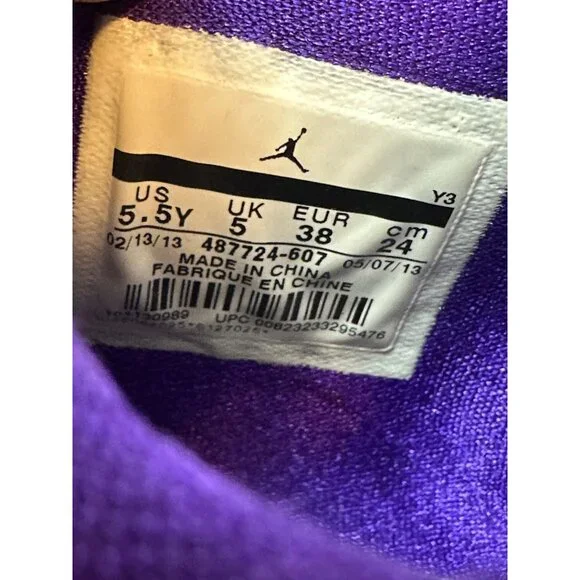 Y3
US UK EUR cm
5.5Y 5 38 24
02/13/13 487724-607 05/07/13
MADE IN CHINA
FABRIQUE EN CHINE
UPC 00823233295476